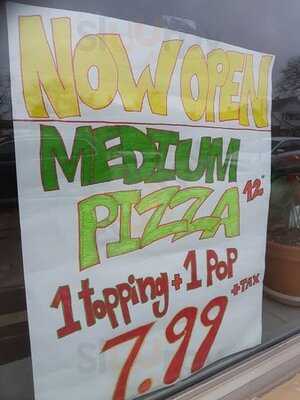 NOW OPEN
MEDIUM
PIZZA 12"
1 topping + 1 POP
7.99 + TAX